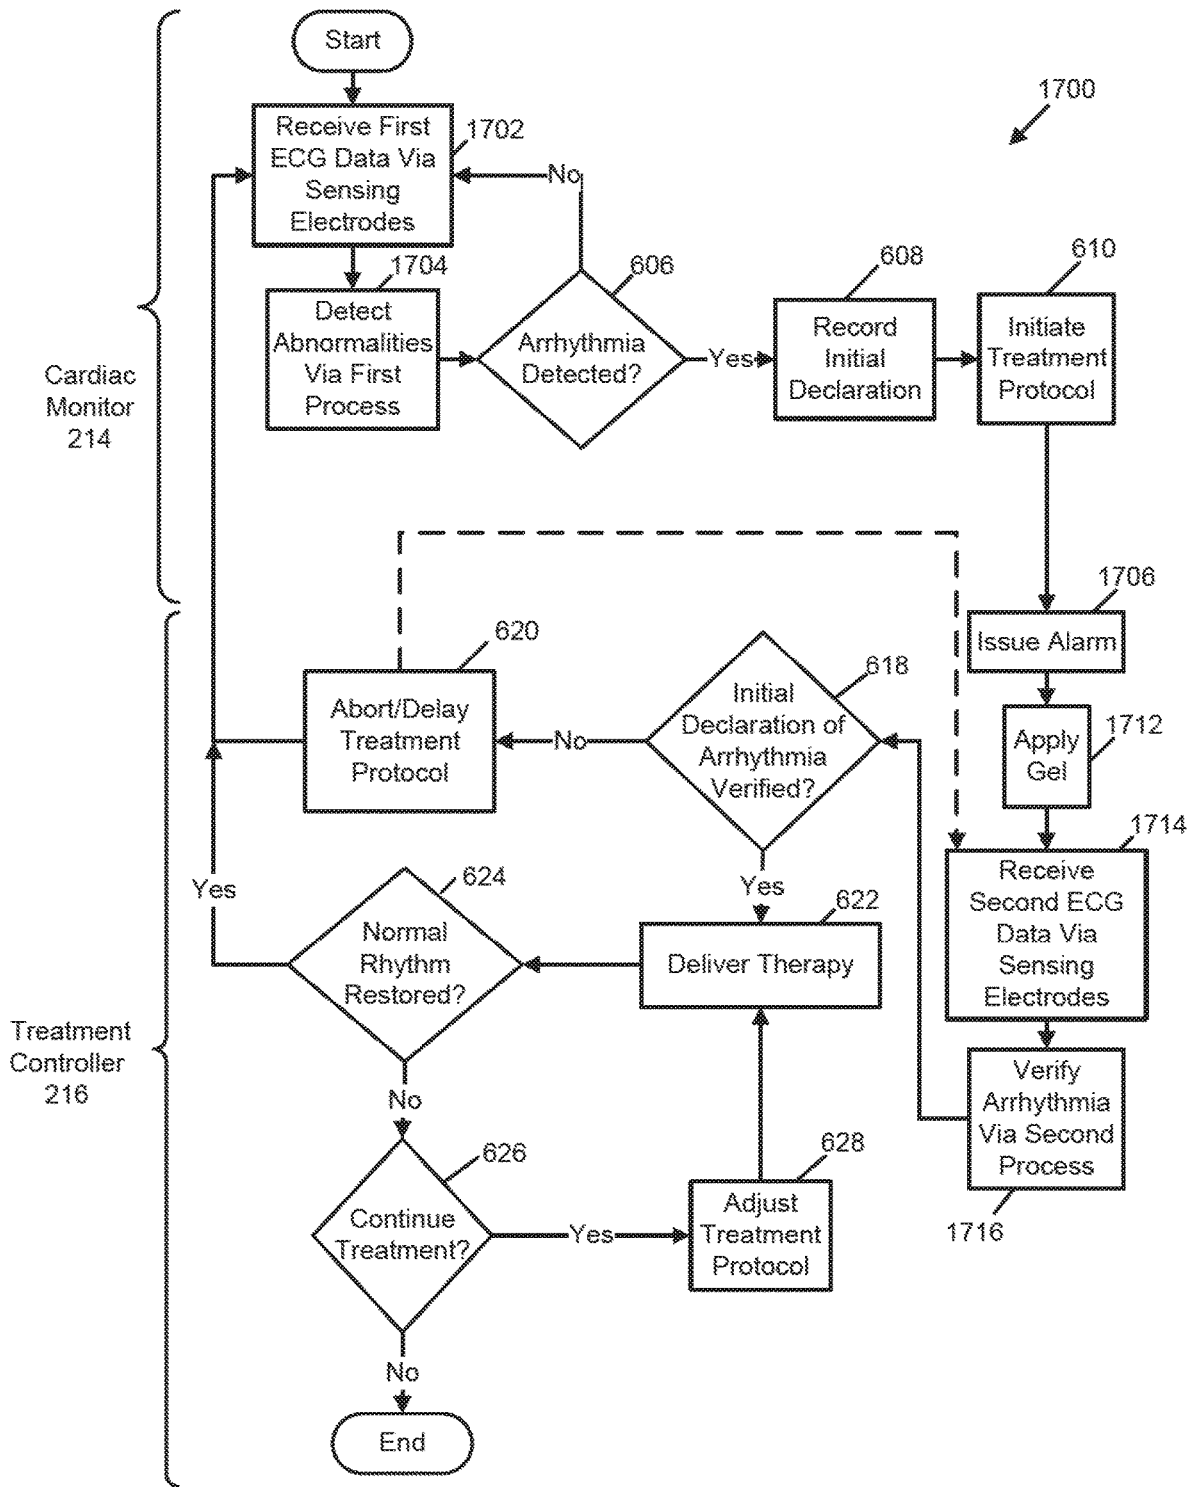 Start
1700
Receive First
ECG Data Via
Sensing
Electrodes
1702
No
1704
Detect
Abnormalities
Via First
Process
606
Arrhythmia
Detected?
Yes
608
Record
Initial
Declaration
610
Initiate
Treatment
Protocol
Cardiac
Monitor
214
1706
Issue Alarm
620
Abort/Delay
Treatment
Protocol
No
618
Initial
Declaration of
Arrhythmia
Verified?
Yes
1712
Apply
Gel
1714
Receive
Second ECG
Data Via
Sensing
Electrodes
Yes
624
Normal
Rhythm
Restored?
622
Deliver Therapy
No
Treatment
Controller
216
Verify
Arrhythmia
Via Second
Process
1716
626
Continue
Treatment?
Yes
628
Adjust
Treatment
Protocol
No
End